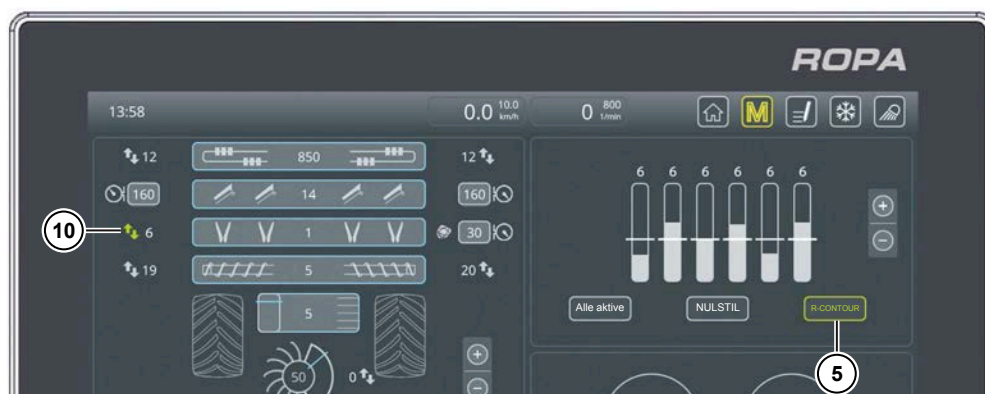 ROPA
13:58
0.0 10.0 km/h
0 800 1/min
M
12 850 12
160 14 160
10
6 1 30
19 5 20
5
50 0
6 6 6 6 6 6
+
−
Alle aktive NULSTIL R-CONTOUR
5
+
−